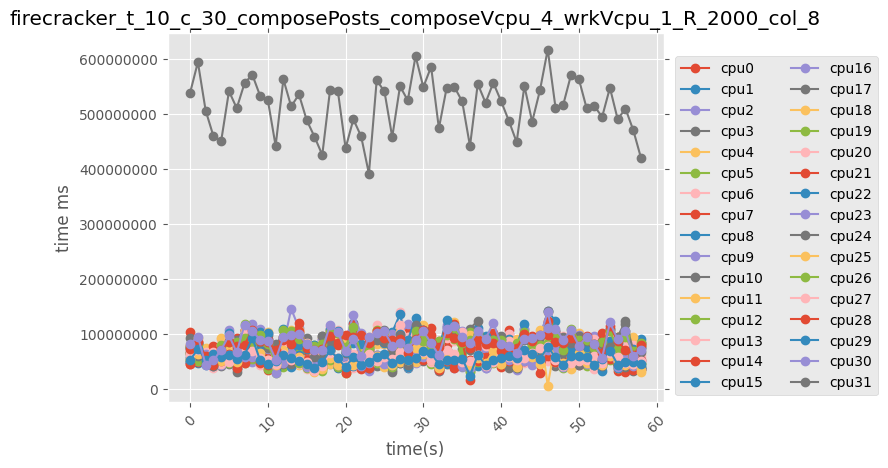 firecracker_t_10_c_30_composePosts_composeVcpu_4_wrkVcpu_1_R_2000_col_8
time ms
600000000
500000000
400000000
300000000
200000000
100000000
0
0
10
20
30
40
50
60
time(s)
cpu0
cpu1
cpu2
cpu3
cpu4
cpu5
cpu6
cpu7
cpu8
cpu9
cpu10
cpu11
cpu12
cpu13
cpu14
cpu15
cpu16
cpu17
cpu18
cpu19
cpu20
cpu21
cpu22
cpu23
cpu24
cpu25
cpu26
cpu27
cpu28
cpu29
cpu30
cpu31